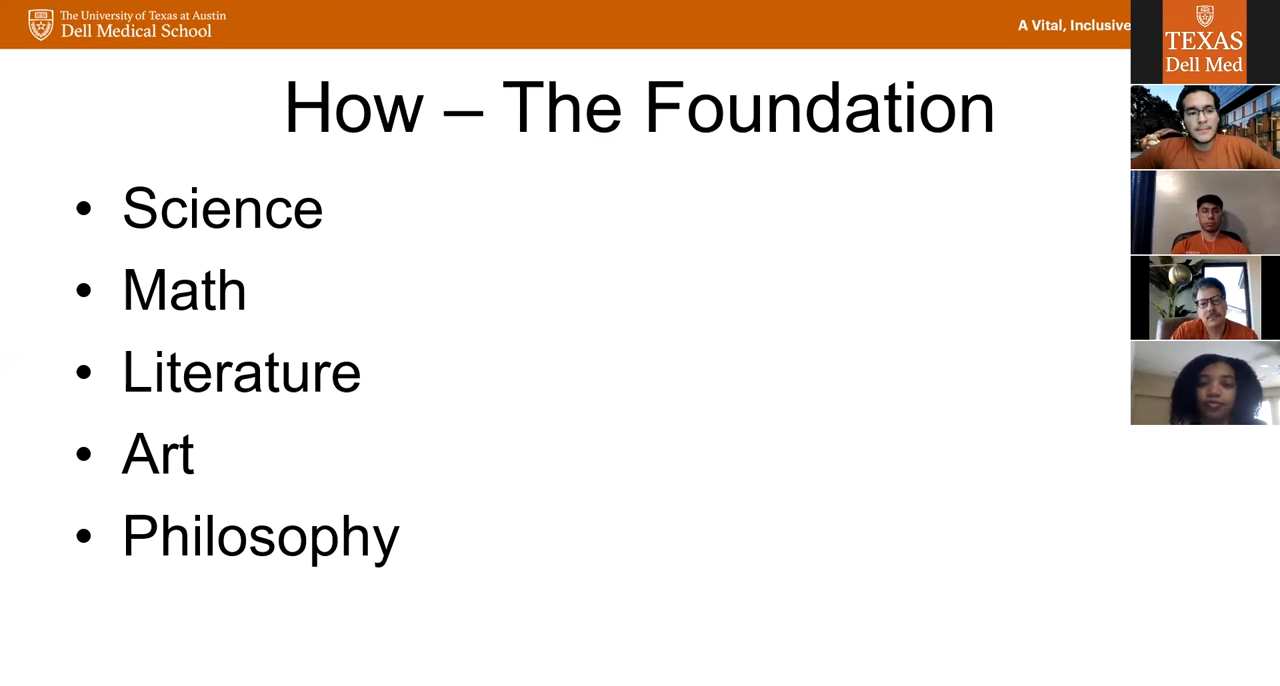 The University of Texas at Austin
Dell Medical School
A Vital, Inclusive
TEXAS
Dell Med
How – The Foundation
• Science
• Math
• Literature
• Art
• Philosophy